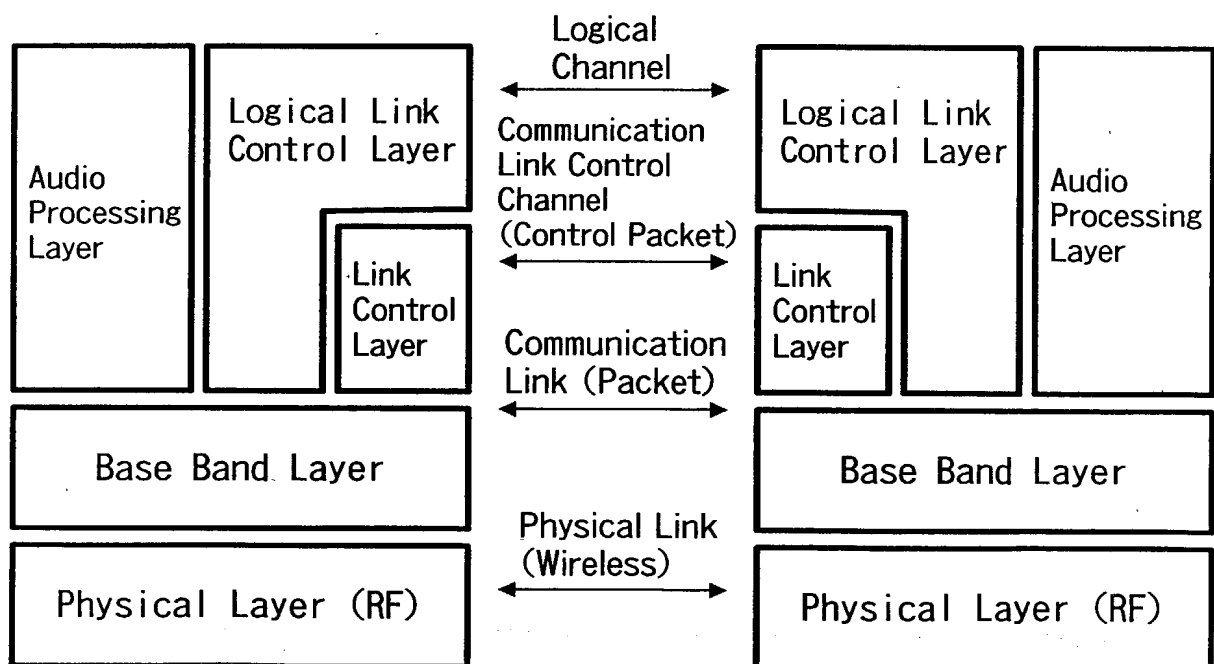 Audio
Processing
Layer
Logical Link
Control Layer
Link
Control
Layer
Base Band Layer
Physical Layer (RF)
Logical
Channel
Communication
Link Control
Channel
(Control Packet)
Communication
Link (Packet)
Physical Link
(Wireless)
Logical Link
Control Layer
Link
Control
Layer
Audio
Processing
Layer
Base Band Layer
Physical Layer (RF)